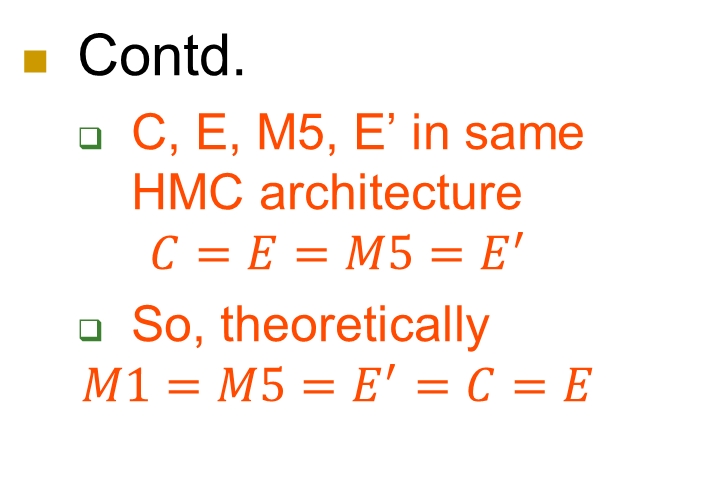 Contd.
C, E, M5, E’ in same
HMC architecture
𝐶 = 𝐸 = 𝑀5 = 𝐸′
So, theoretically
𝑀1 = 𝑀5 = 𝐸′ = 𝐶 = 𝐸